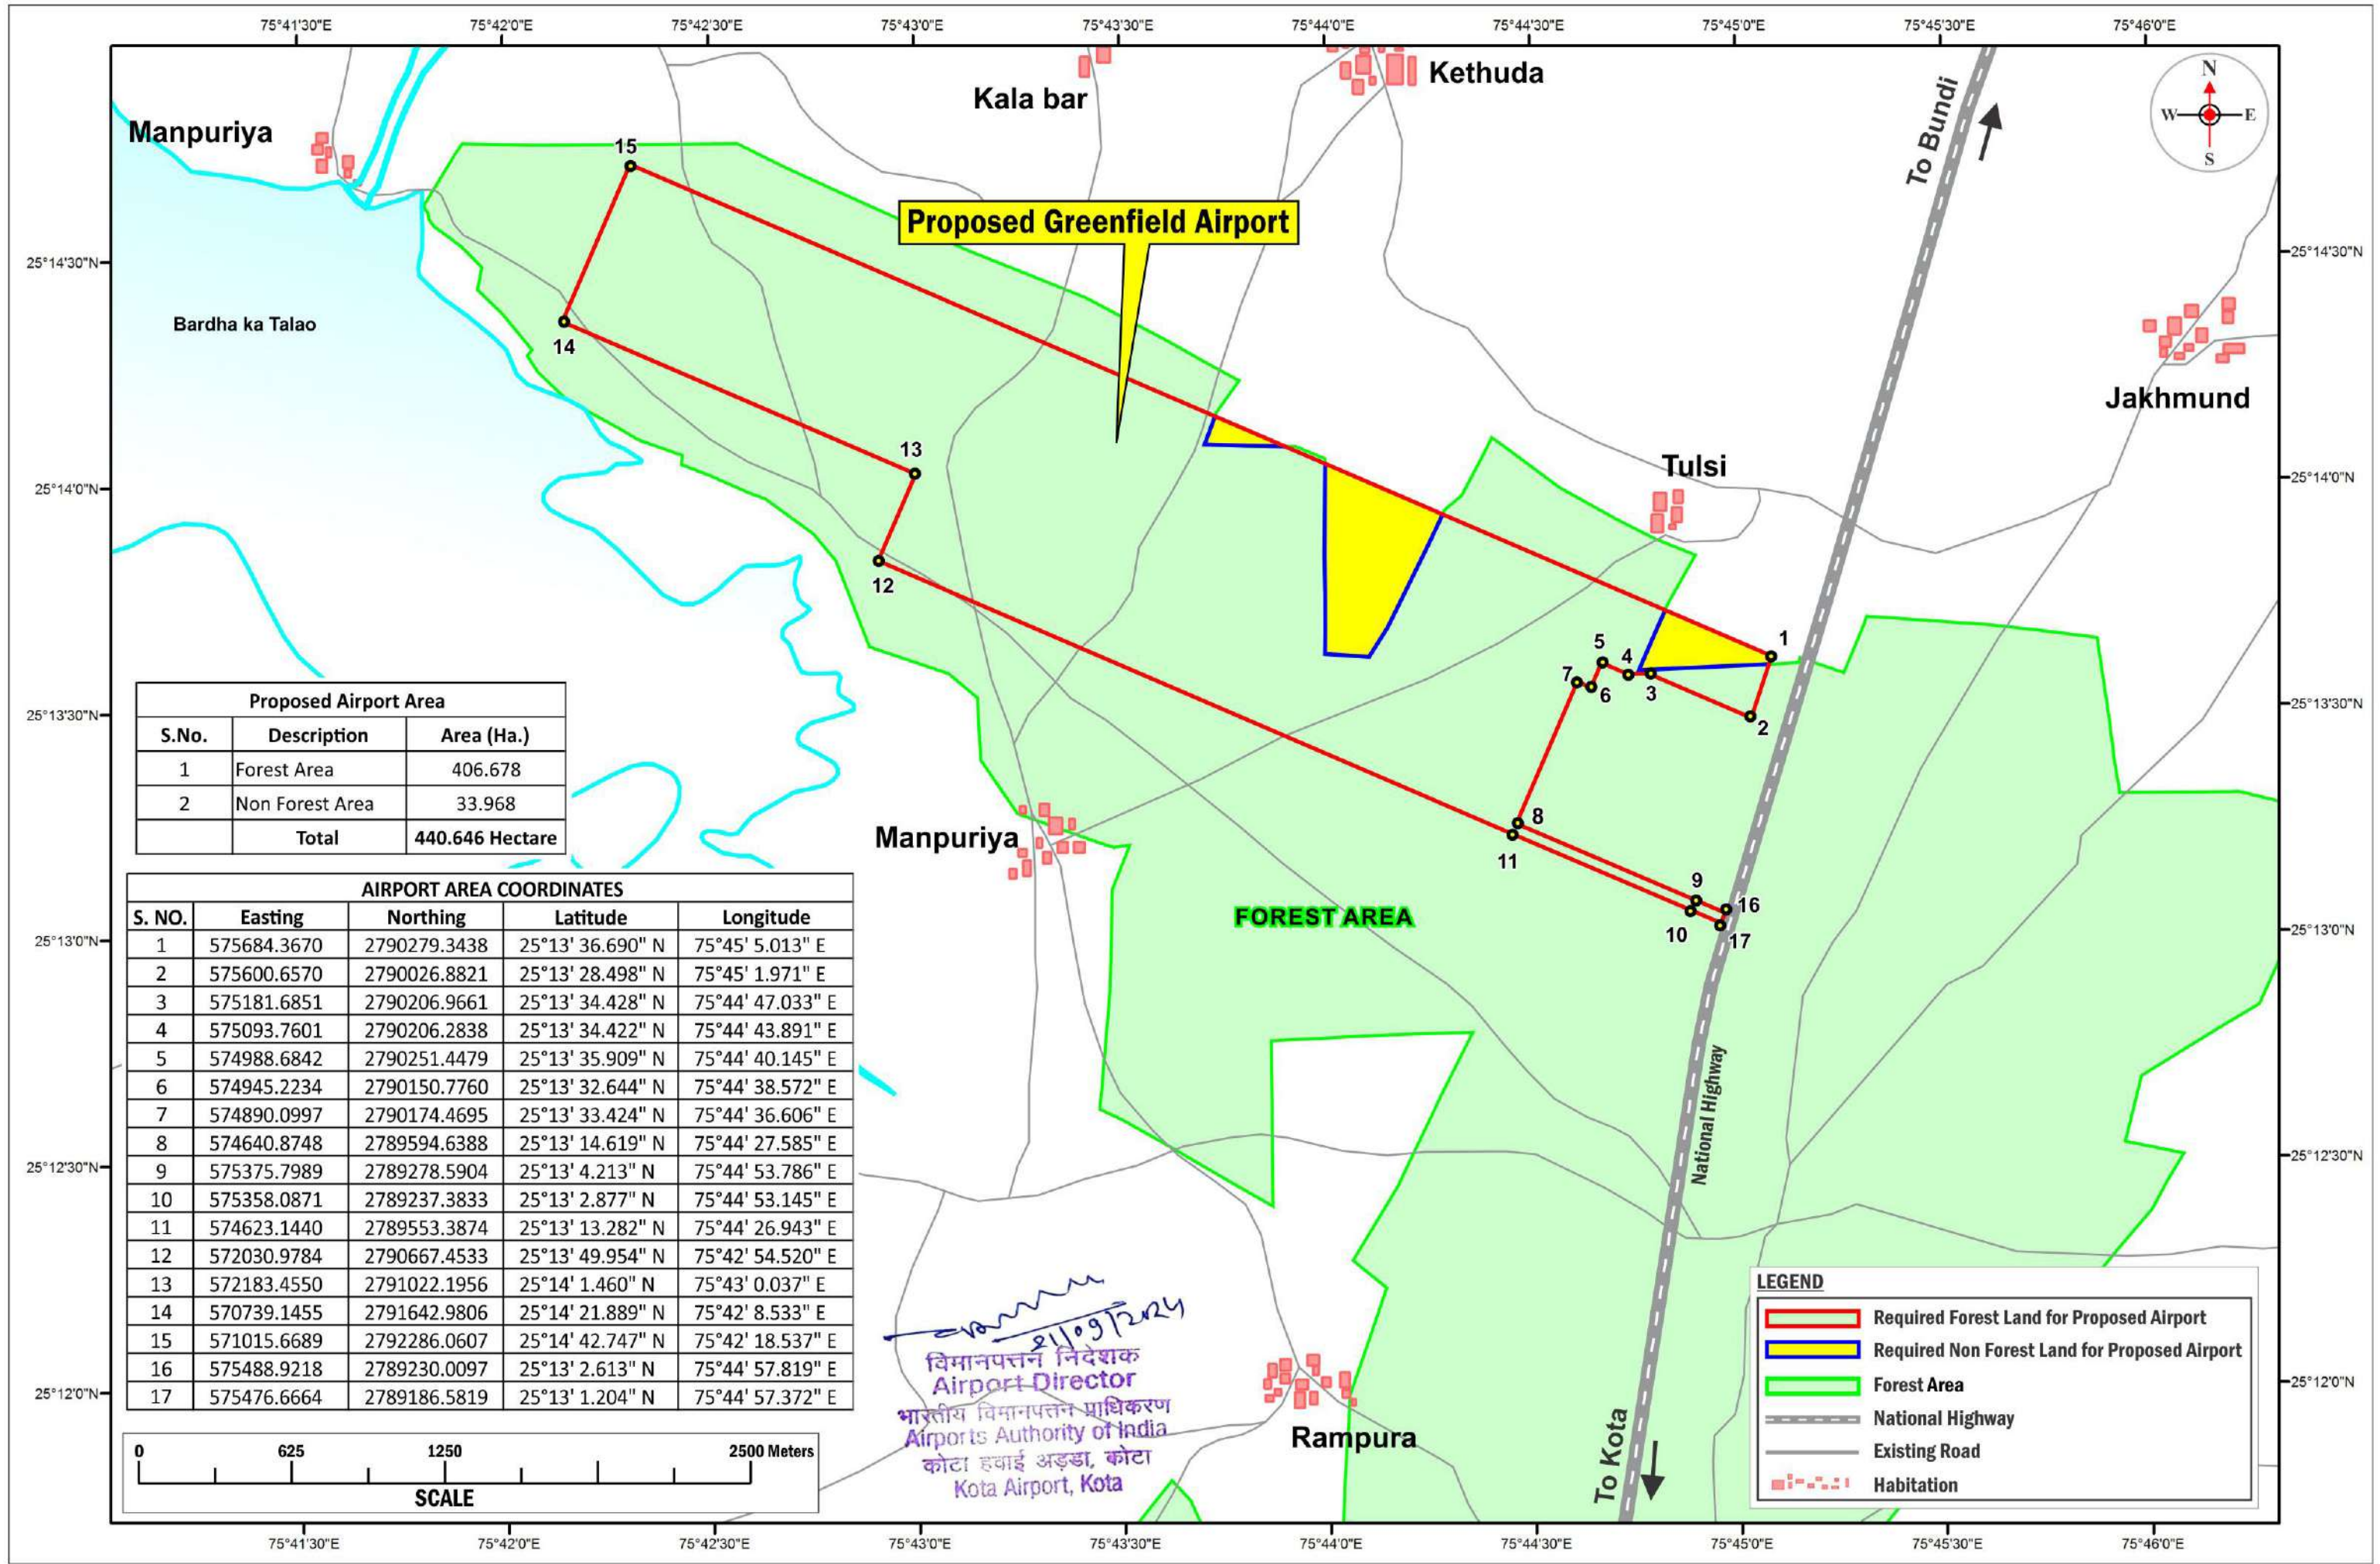 75°41'30"E 75°42'0"E 75°42'30"E 75°43'0"E 75°43'30"E 75°44'0"E 75°44'30"E 75°45'0"E 75°45'30"E 75°46'0"E
Kala bar
Kethuda
Manpuriya
To Bundi
N
W E
S
15
Proposed Greenfield Airport
25°14'30"N
25°14'30"N
Bardha ka Talao
14
Jakhmund
13
Tulsi
25°14'0"N
25°14'0"N
12
1
5
4
7
6
3
2
25°13'30"N
25°13'30"N
Proposed Airport Area
S.No. Description Area (Ha.)
1 Forest Area 406.678
2 Non Forest Area 33.968
Total 440.646 Hectare
Manpuriya
8
11
9
16
10
17
FOREST AREA
25°13'0"N
25°13'0"N
AIRPORT AREA COORDINATES
S. NO. Easting Northing Latitude Longitude
1 575684.3670 2790279.3438 25°13' 36.690" N 75°45' 5.013" E
2 575600.6570 2790026.8821 25°13' 28.498" N 75°45' 1.971" E
3 575181.6851 2790206.9661 25°13' 34.428" N 75°44' 47.033" E
4 575093.7601 2790206.2838 25°13' 34.422" N 75°44' 43.891" E
5 574988.6842 2790251.4479 25°13' 35.909" N 75°44' 40.145" E
6 574945.2234 2790150.7760 25°13' 32.644" N 75°44' 38.572" E
7 574890.0997 2790174.4695 25°13' 33.424" N 75°44' 36.606" E
8 574640.8748 2789594.6388 25°13' 14.619" N 75°44' 27.585" E
9 575375.7989 2789278.5904 25°13' 4.213" N 75°44' 53.786" E
10 575358.0871 2789237.3833 25°13' 2.877" N 75°44' 53.145" E
11 574623.1440 2789553.3874 25°13' 13.282" N 75°44' 26.943" E
12 572030.9784 2790667.4533 25°13' 49.954" N 75°42' 54.520" E
13 572183.4550 2791022.1956 25°14' 1.460" N 75°43' 0.037" E
14 570739.1455 2791642.9806 25°14' 21.889" N 75°42' 8.533" E
15 571015.6689 2792286.0607 25°14' 42.747" N 75°42' 18.537" E
16 575488.9218 2789230.0097 25°13' 2.613" N 75°44' 57.819" E
17 575476.6664 2789186.5819 25°13' 1.204" N 75°44' 57.372" E
National Highway
25°12'30"N
25°12'30"N
25°12'0"N
25°12'0"N
21/09/2024
विमानपत्तन निदेशक
Airport Director
भारतीय विमानपत्तन प्राधिकरण
Airports Authority of India
कोटा हवाई अड्डा, कोटा
Kota Airport, Kota
Rampura
To Kota
LEGEND
Required Forest Land for Proposed Airport
Required Non Forest Land for Proposed Airport
Forest Area
National Highway
Existing Road
Habitation
0 625 1250 2500 Meters
SCALE
75°41'30"E 75°42'0"E 75°42'30"E 75°43'0"E 75°43'30"E 75°44'0"E 75°44'30"E 75°45'0"E 75°45'30"E 75°46'0"E